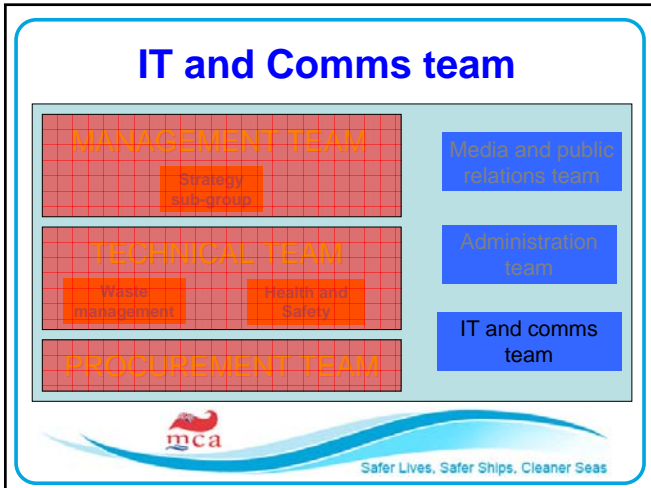 IT and Comms team
MANAGEMENT TEAM
Strategy
sub-group
TECHNICAL TEAM
Waste
management
Health and
Safety
PROCUREMENT TEAM
Media and public
relations team
Administration
team
IT and comms
team
mca
Safer Lives, Safer Ships, Cleaner Seas